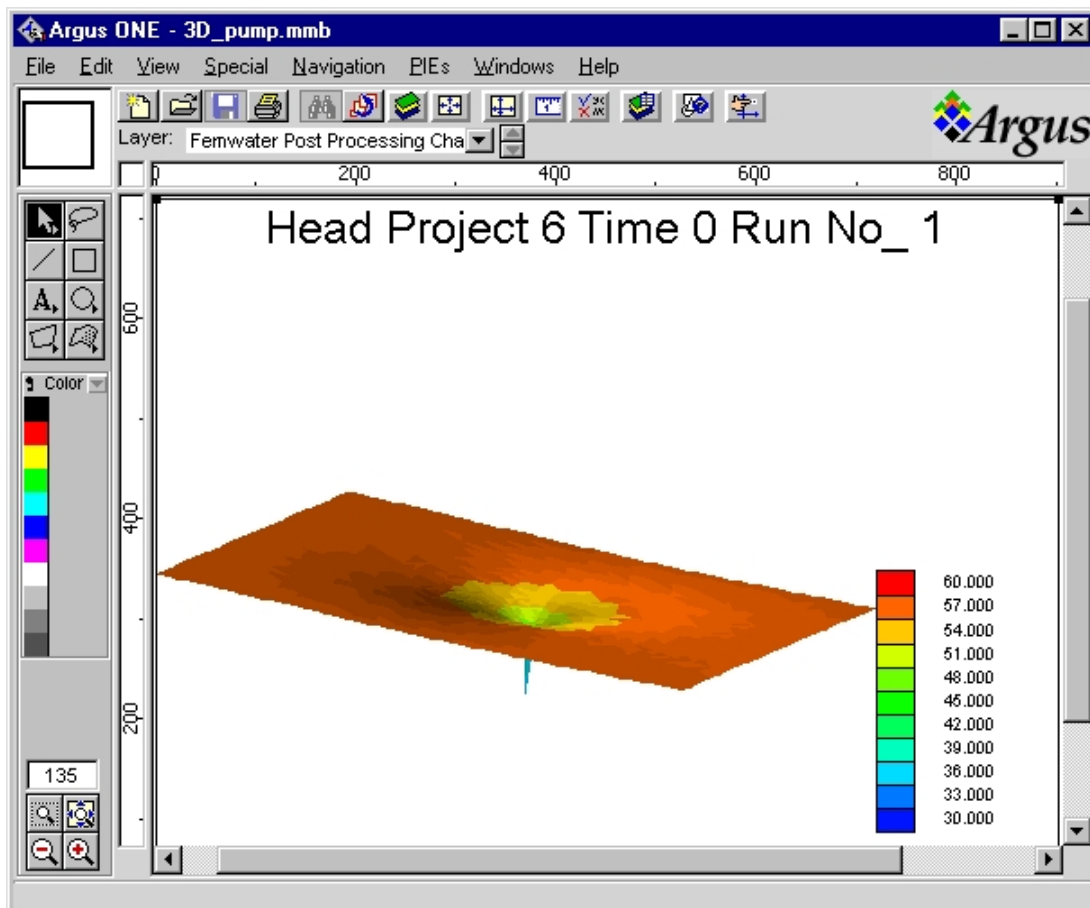 Argus ONE - 3D_pump.mmb
File Edit View Special Navigation PIEs Windows Help
Argus
Layer: Femwater Post Processing Cha
0 200 400 600 800
Head Project 6 Time 0 Run No_ 1
A
600
Color
400
60.000
57.000
54.000
51.000
48.000
45.000
42.000
39.000
36.000
33.000
30.000
200
135